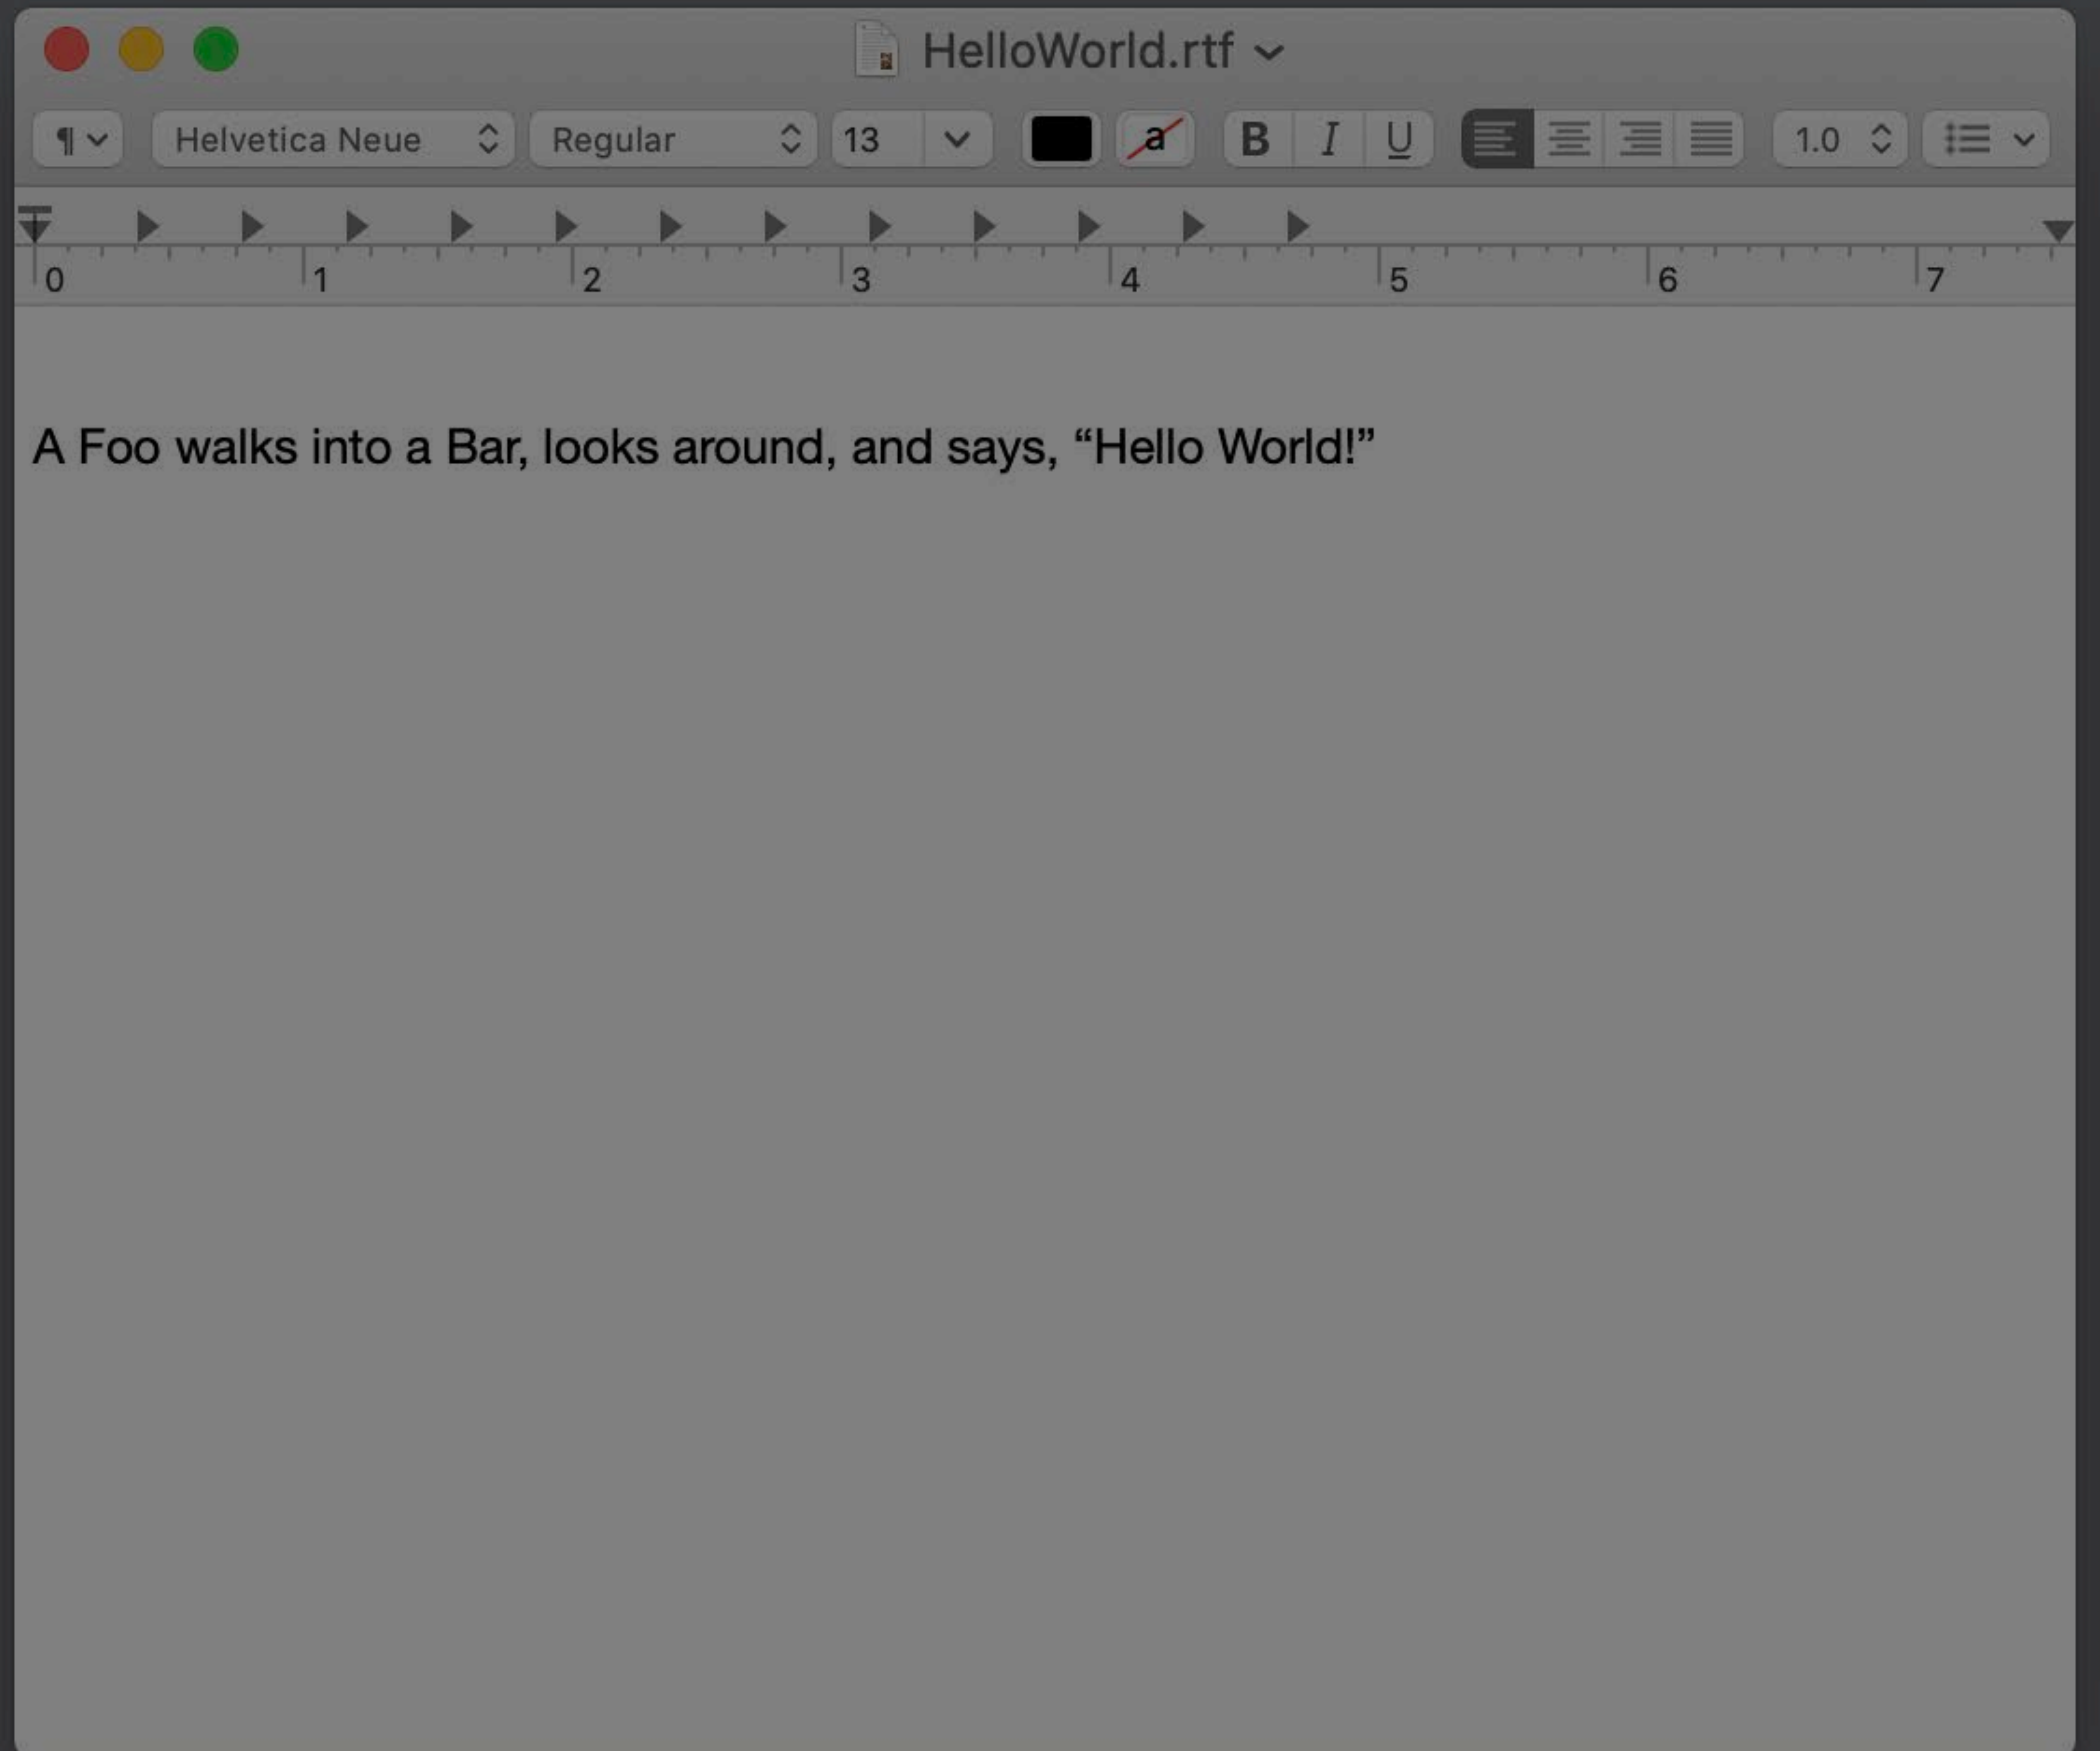 HelloWorld.rtf
¶ Helvetica Neue Regular 13 a B I U 1.0
0 1 2 3 4 5 6 7
A Foo walks into a Bar, looks around, and says, “Hello World!”